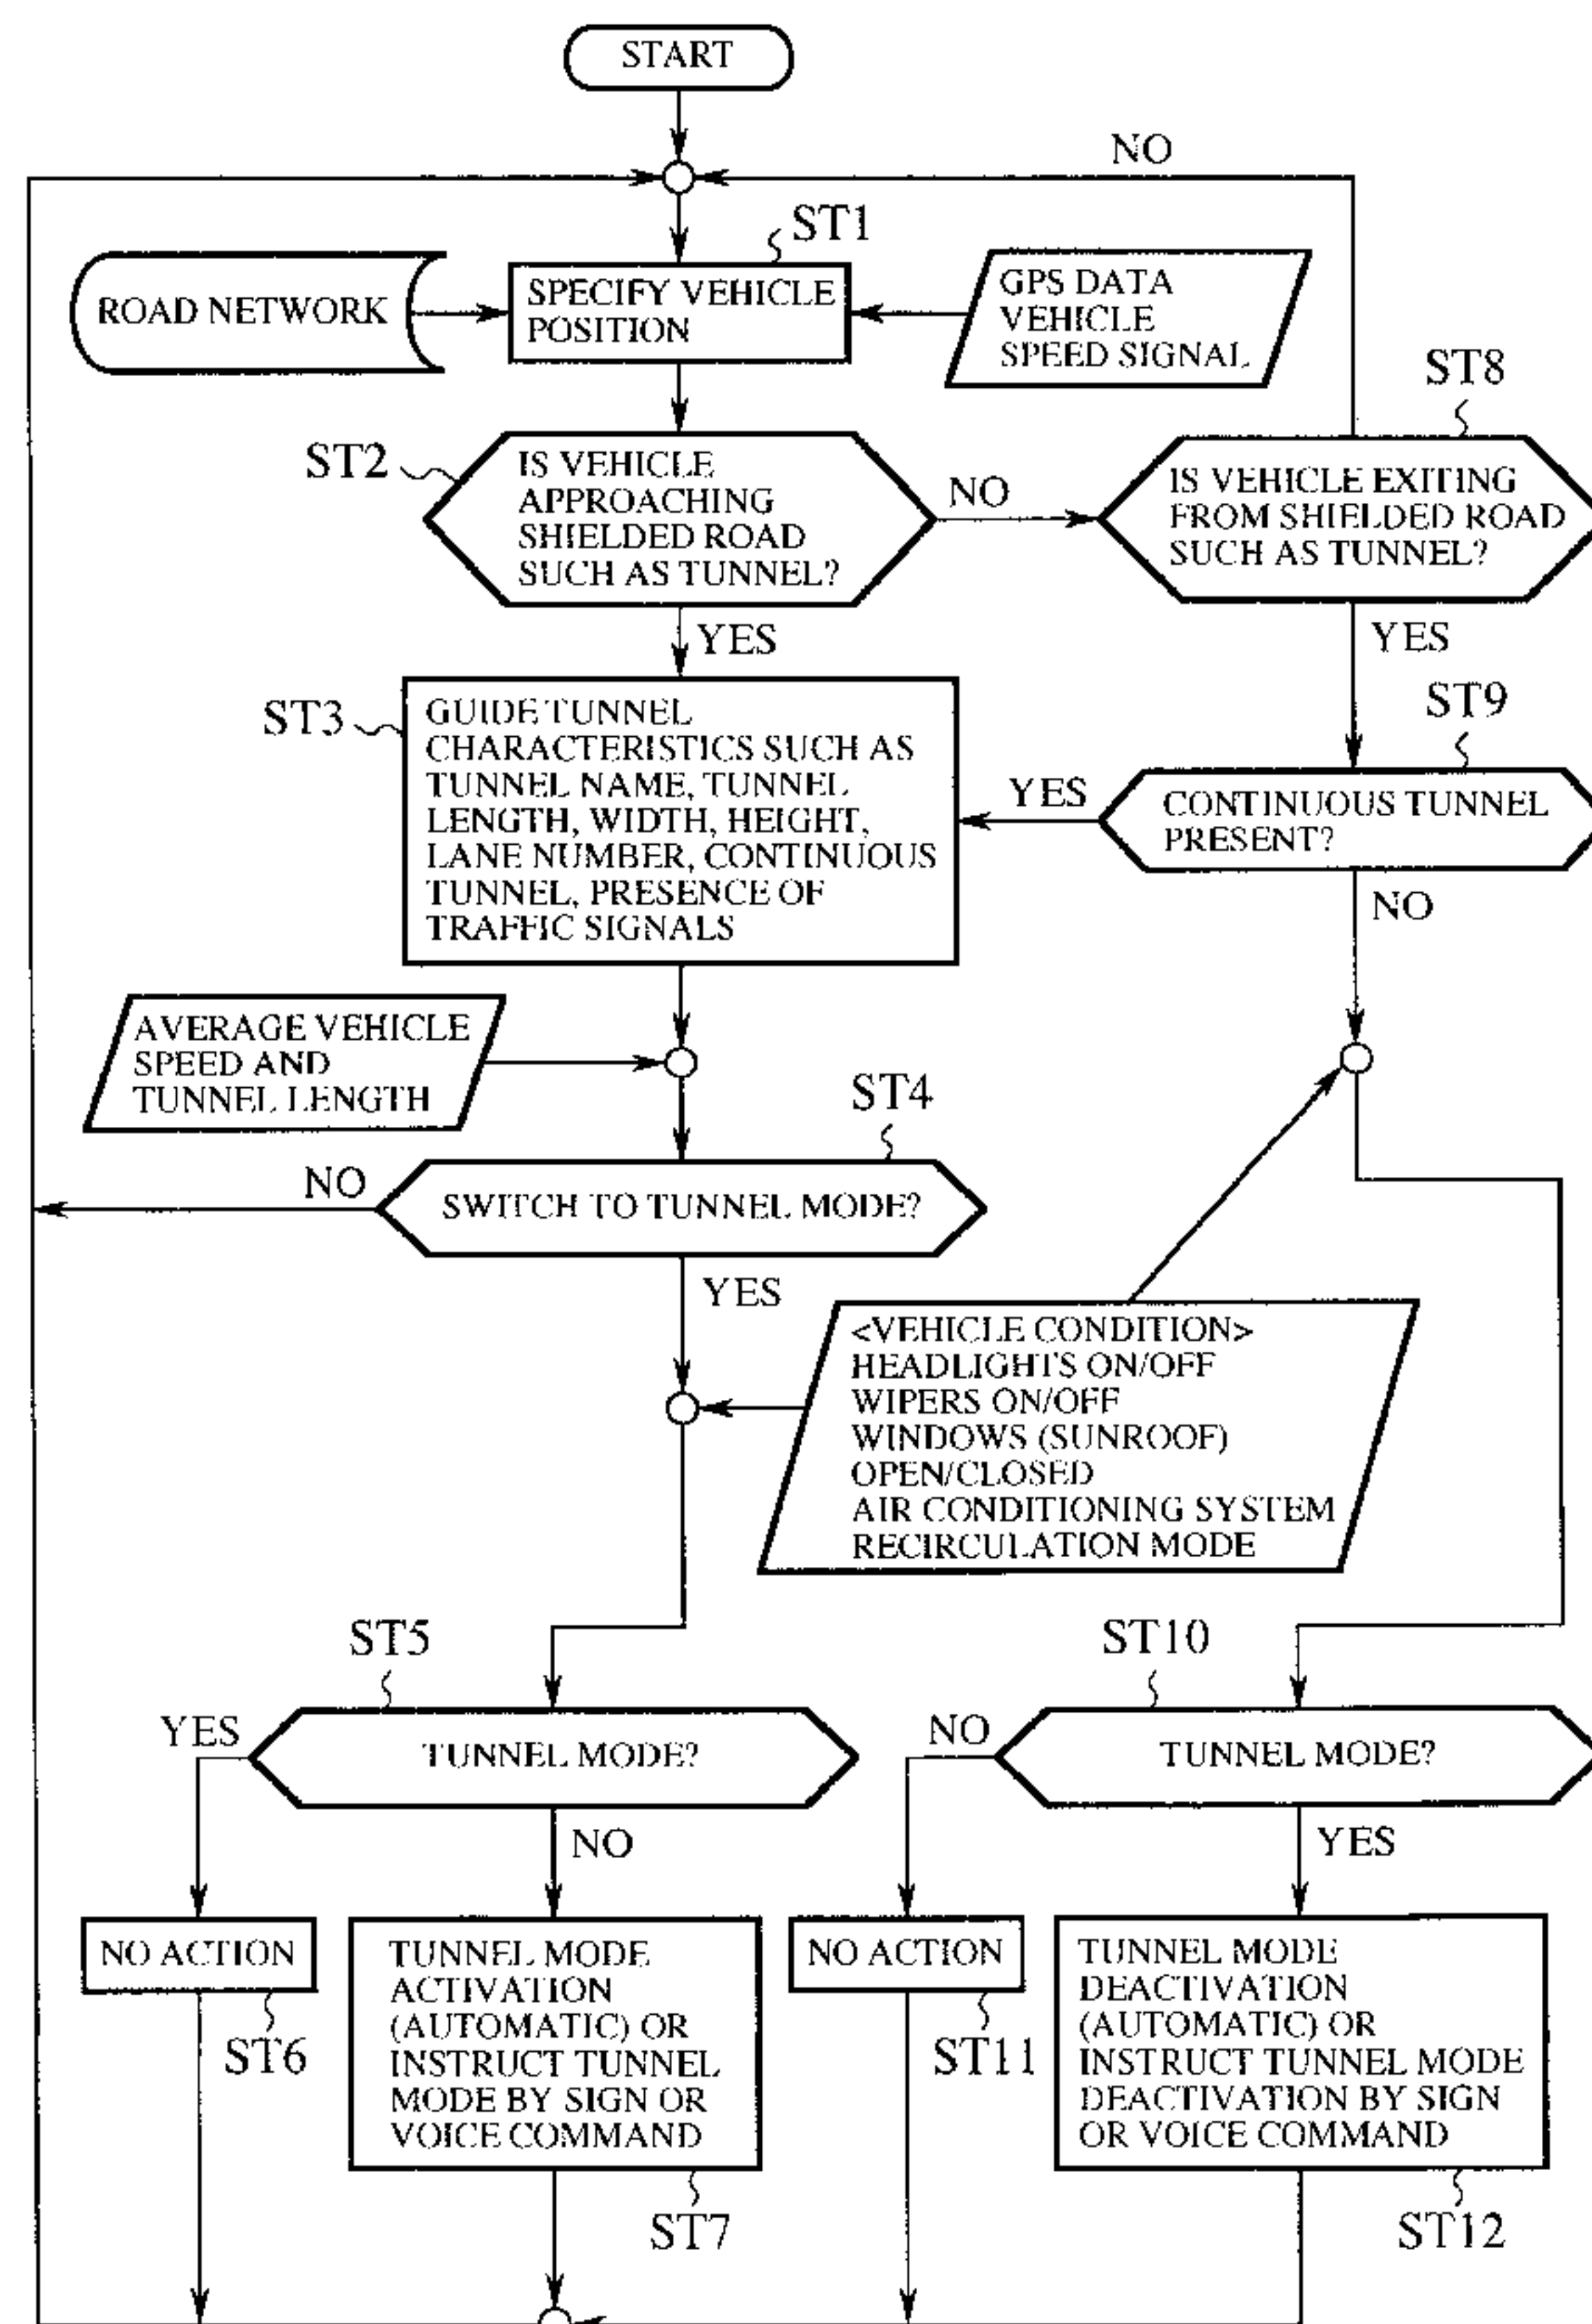 START
NO
ST1
ROAD NETWORK
SPECIFY VEHICLE
POSITION
GPS DATA
VEHICLE
SPEED SIGNAL
ST8
ST2
IS VEHICLE
APPROACHING
SHIELDED ROAD
SUCH AS TUNNEL?
NO
IS VEHICLE EXITING
FROM SHIELDED ROAD
SUCH AS TUNNEL?
YES
YES
ST9
ST3
GUIDE TUNNEL
CHARACTERISTICS SUCH AS
TUNNEL NAME, TUNNEL
LENGTH, WIDTH, HEIGHT,
LANE NUMBER, CONTINUOUS
TUNNEL, PRESENCE OF
TRAFFIC SIGNALS
YES
CONTINUOUS TUNNEL
PRESENT?
NO
AVERAGE VEHICLE
SPEED AND
TUNNEL LENGTH
ST4
NO
SWITCH TO TUNNEL MODE?
YES
<VEHICLE CONDITION>
HEADLIGHTS ON/OFF
WIPERS ON/OFF
WINDOWS (SUNROOF)
OPEN/CLOSED
AIR CONDITIONING SYSTEM
RECIRCULATION MODE
ST5
ST10
YES
TUNNEL MODE?
NO
TUNNEL MODE?
NO
YES
NO ACTION
ST6
TUNNEL MODE
ACTIVATION
(AUTOMATIC) OR
INSTRUCT TUNNEL
MODE BY SIGN OR
VOICE COMMAND
ST7
NO ACTION
ST11
TUNNEL MODE
DEACTIVATION
(AUTOMATIC) OR
INSTRUCT TUNNEL MODE
DEACTIVATION BY SIGN
OR VOICE COMMAND
ST12